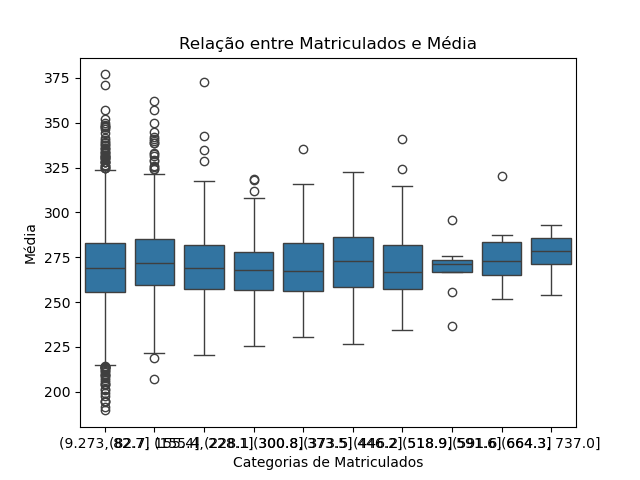 Relação entre Matriculados e Média
375
350
325
300
275
250
225
200
Média
(9.273, 82.7] (155.4, 228.1] (300.8, 373.5] (446.2, 518.9] (591.6, 664.3] 737.0]
Categorias de Matriculados